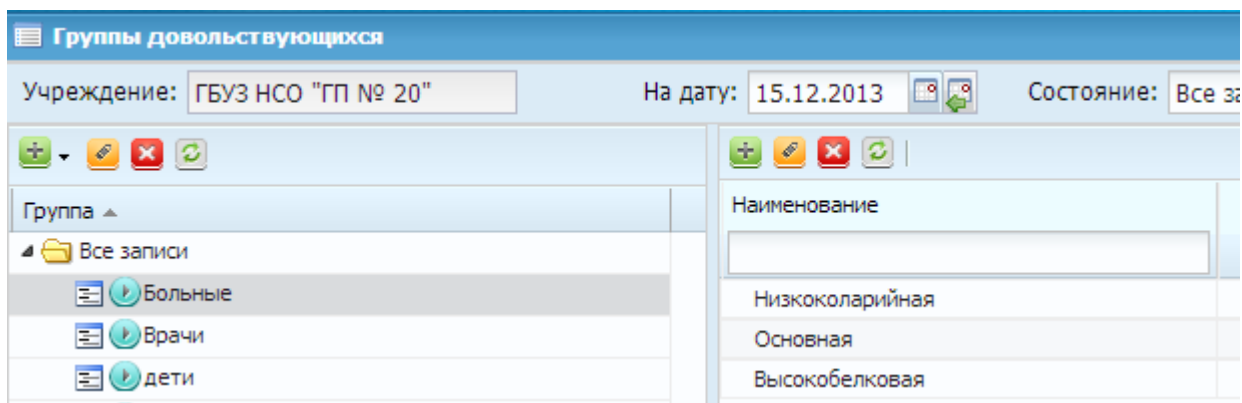 Группы довольствующихся
Учреждение: ГБУЗ НСО "ГП № 20" На дату: 15.12.2013 Состояние: Все
Группа Наименование
Все записи
Больные Низкоколарийная
Врачи Основная
дети Высокобелковая